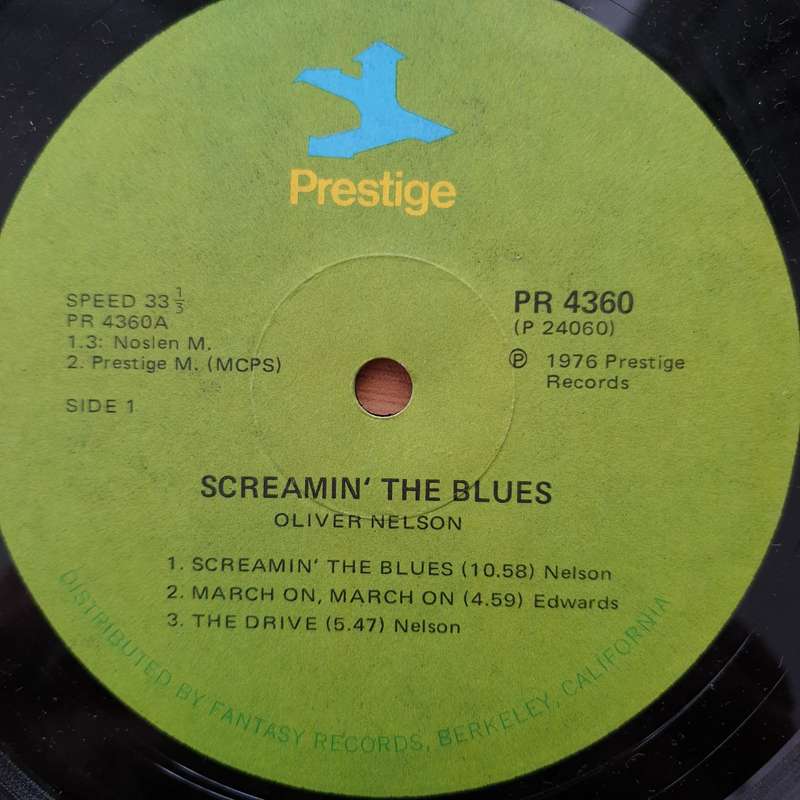 Prestige
SPEED 33 1/3
PR 4360A
1.3: Noslen M.
2. Prestige M. (MCPS)
SIDE 1
PR 4360
(P 24060)
Ⓟ 1976 Prestige
Records
SCREAMIN' THE BLUES
OLIVER NELSON
1. SCREAMIN' THE BLUES (10.58) Nelson
2. MARCH ON, MARCH ON (4.59) Edwards
3. THE DRIVE (5.47) Nelson
DISTRIBUTED BY FANTASY RECORDS, BERKELEY, CALIFORNIA